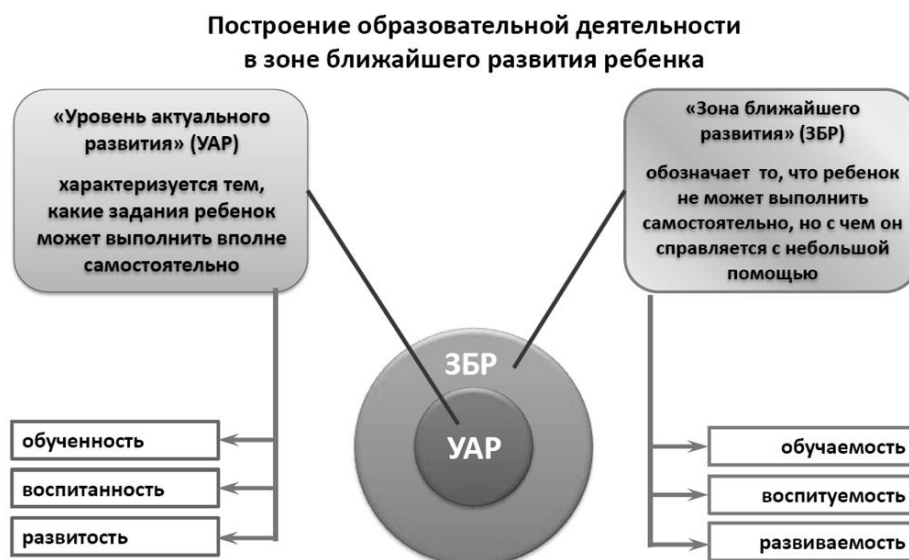 Построение образовательной деятельности
в зоне ближайшего развития ребенка
«Уровень актуального
развития» (УАР)
характеризуется тем,
какие задания ребенок
может выполнить вполне
самостоятельно
«Зона ближайшего
развития» (ЗБР)
обозначает то, что ребенок
не может выполнить
самостоятельно, но с чем он
справляется с небольшой
помощью
ЗБР
УАР
обученность
воспитанность
развитость
обучаемость
воспитуемость
развиваемость